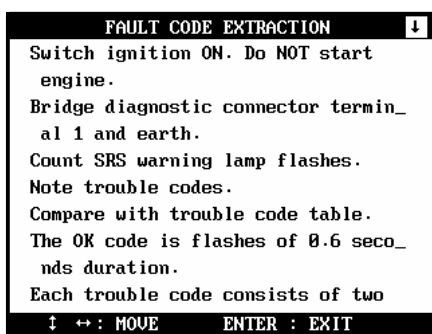 FAULT CODE EXTRACTION ↓
Switch ignition ON. Do NOT start
engine.
Bridge diagnostic connector termin_
al 1 and earth.
Count SRS warning lamp flashes.
Note trouble codes.
Compare with trouble code table.
The OK code is flashes of 0.6 seco_
nds duration.
Each trouble code consists of two
↕ ↔: MOVE ENTER : EXIT